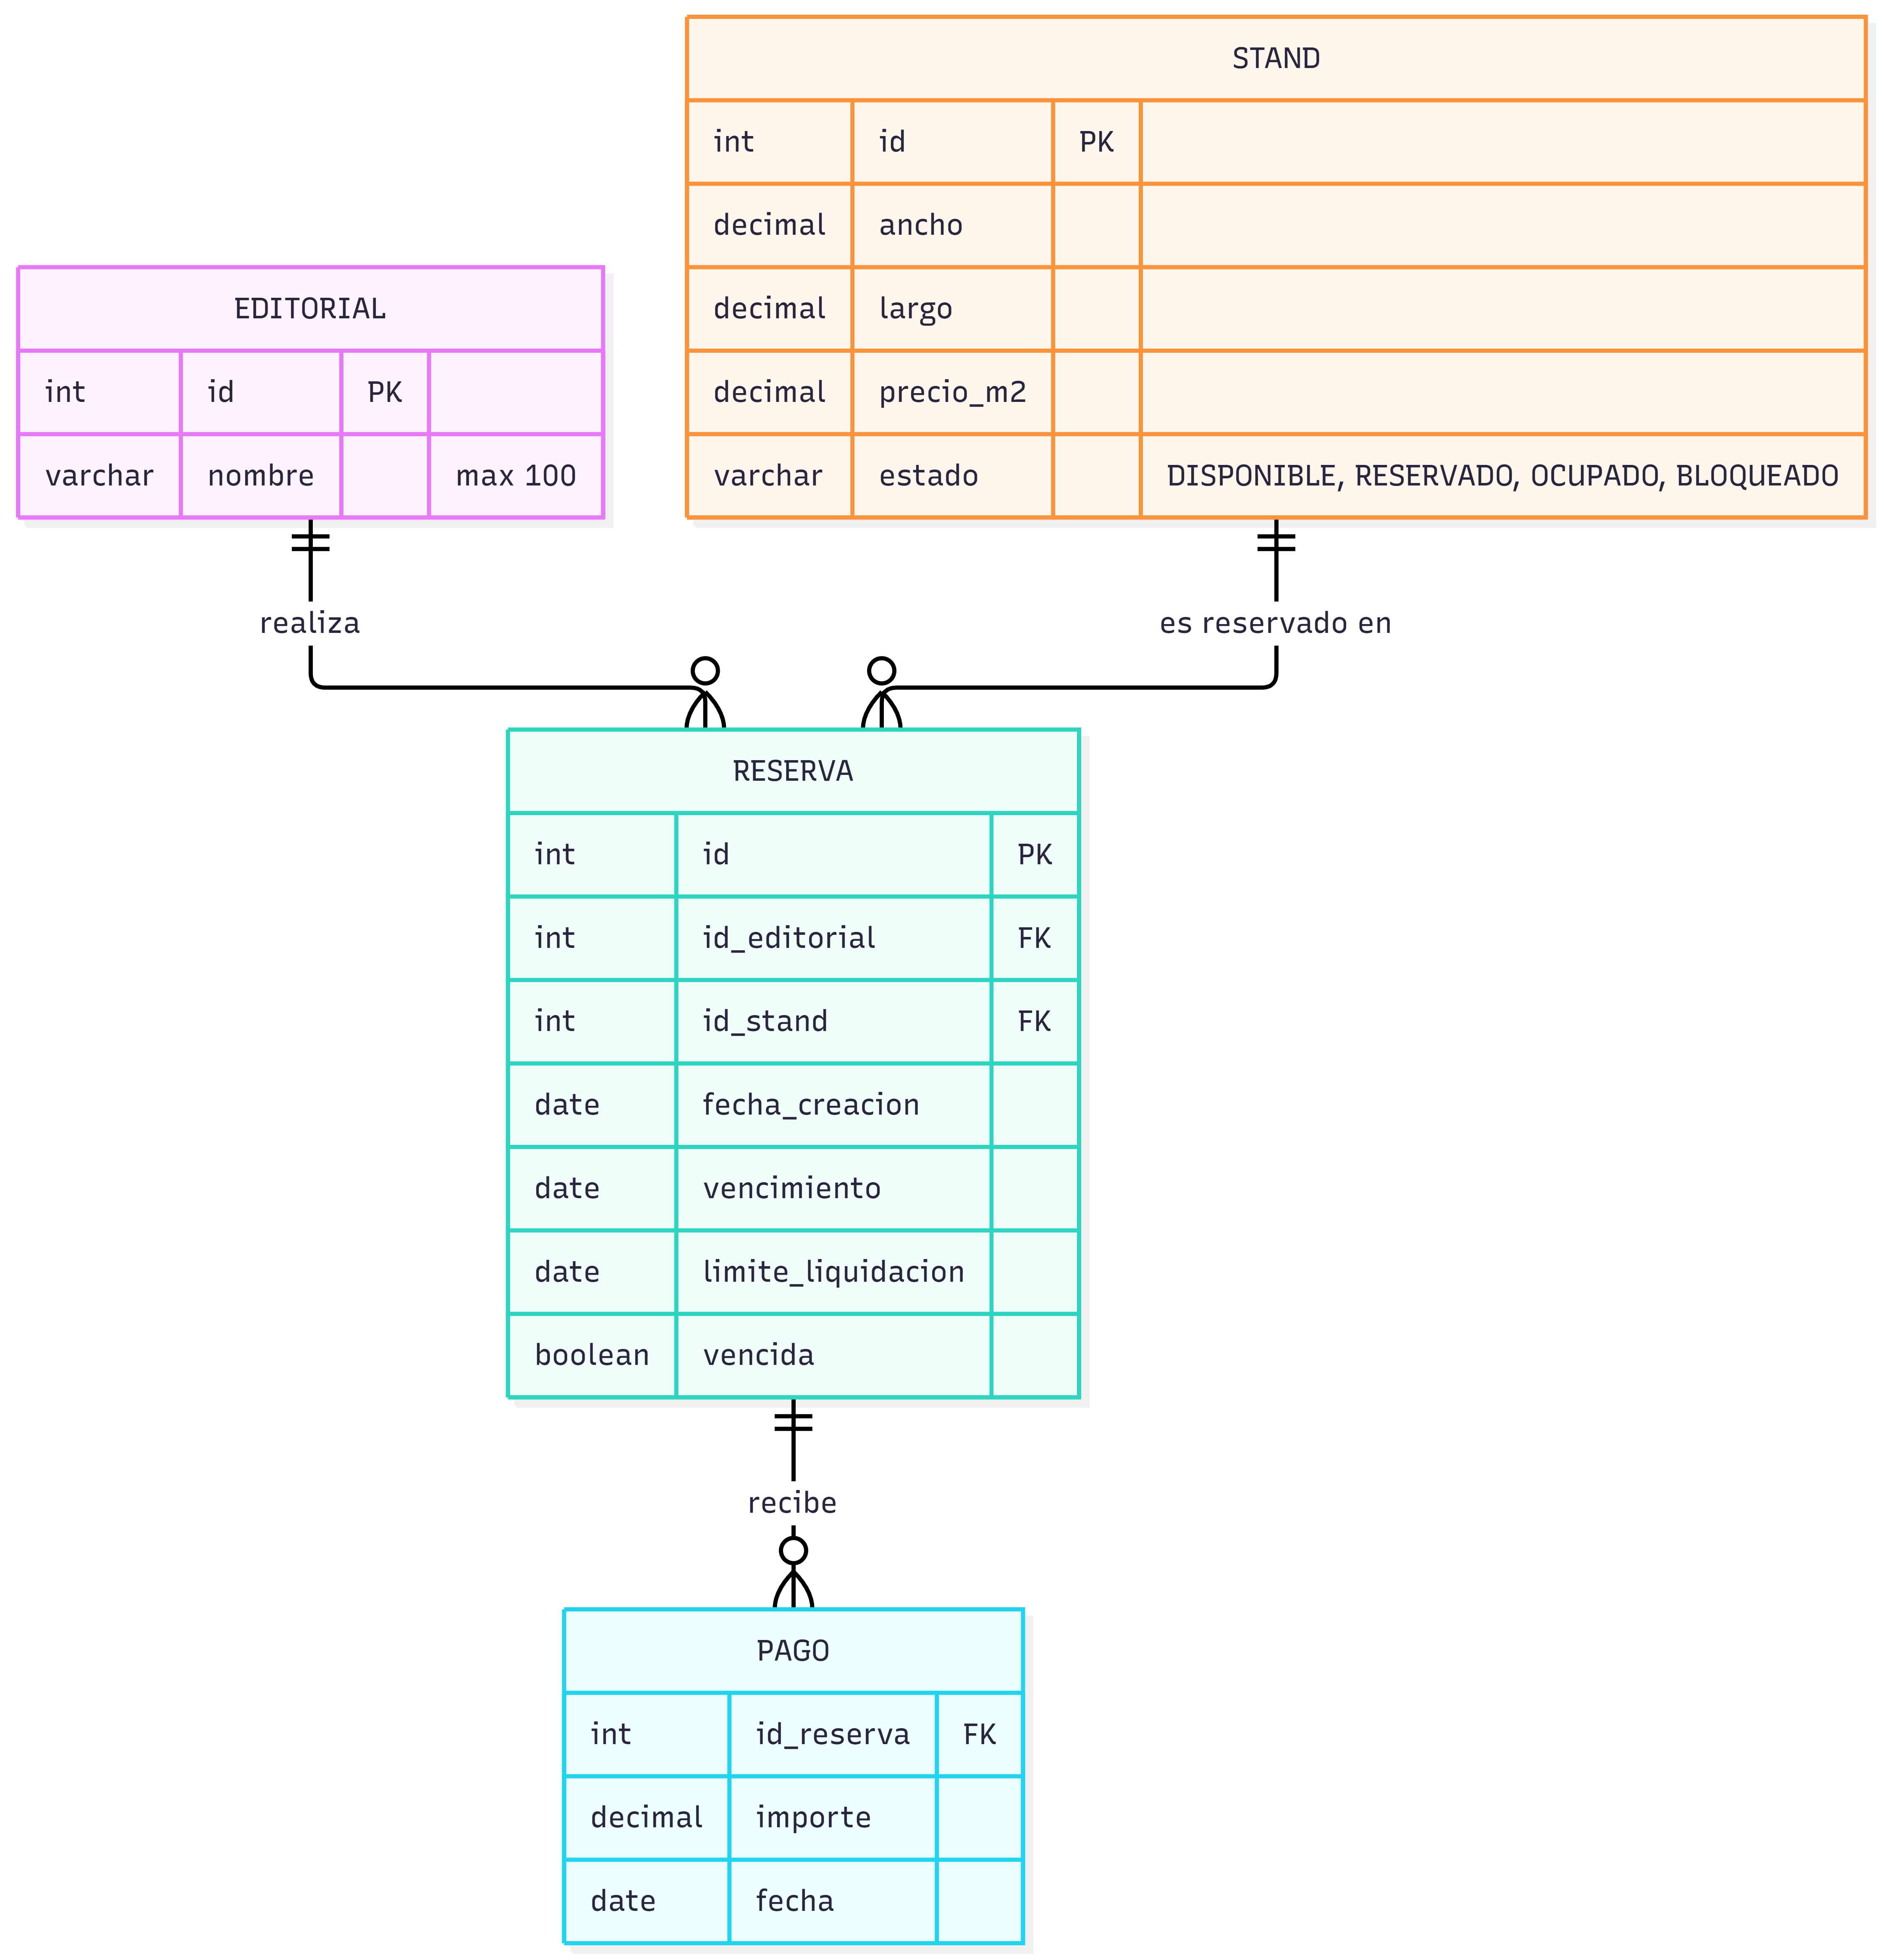 STAND
int id PK
decimal ancho
decimal largo
decimal precio_m2
varchar estado DISPONIBLE, RESERVADO, OCUPADO, BLOQUEADO
EDITORIAL
int id PK
varchar nombre max 100
realiza
es reservado en
RESERVA
int id PK
int id_editorial FK
int id_stand FK
date fecha_creacion
date vencimiento
date limite_liquidacion
boolean vencida
recibe
PAGO
int id_reserva FK
decimal importe
date fecha